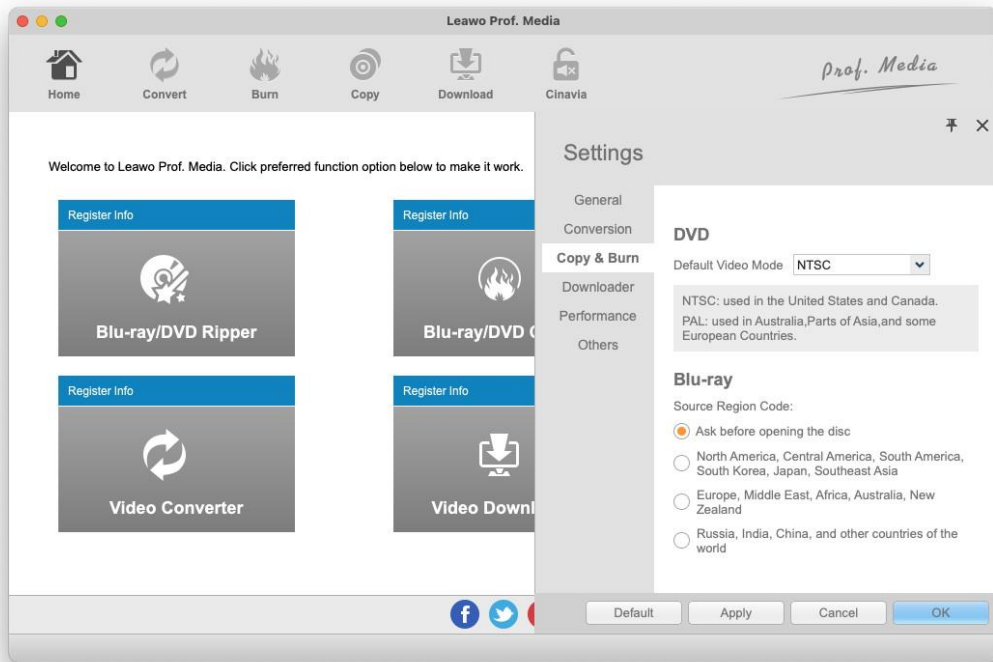 Leawo Prof. Media
Home
Convert
Burn
Copy
Download
Cinavia
Prof. Media
Welcome to Leawo Prof. Media. Click preferred function option below to make it work.
Register Info
Blu-ray/DVD Ripper
Register Info
Blu-ray/DVD
Register Info
Video Converter
Register Info
Video Downl
Settings
General
Conversion
Copy & Burn
Downloader
Performance
Others
DVD
Default Video Mode NTSC
NTSC: used in the United States and Canada.
PAL: used in Australia,Parts of Asia,and some
European Countries.
Blu-ray
Source Region Code:
Ask before opening the disc
North America, Central America, South America,
South Korea, Japan, Southeast Asia
Europe, Middle East, Africa, Australia, New
Zealand
Russia, India, China, and other countries of the
world
Default
Apply
Cancel
OK